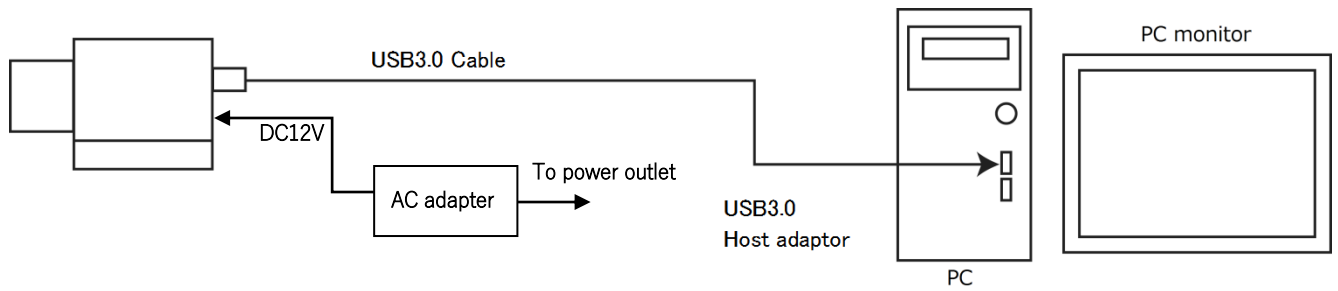 PC monitor
USB3.0 Cable
DC12V
To power outlet
AC adapter
USB3.0
Host adaptor
PC